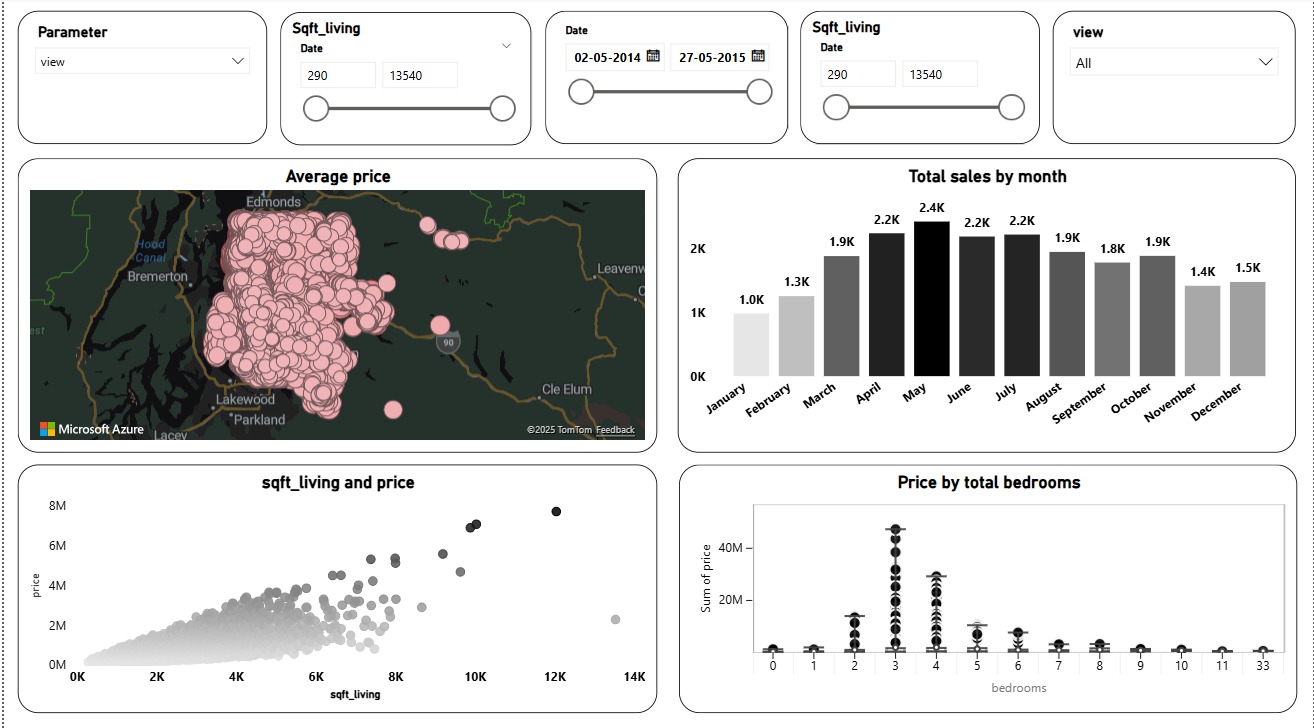 Parameter
view
Sqft_living
Date
290 13540
Date
02-05-2014 27-05-2015
Sqft_living
Date
290 13540
view
All
Average price
Edmonds
Hood
Canal
Bremerton
Leavenw
C
est
90
Cle Elum
Lakewood
Parkland
Lacey
Microsoft Azure
©2025 TomTom Feedback
Total sales by month
2K
1K
0K
1.0K 1.3K 1.9K 2.2K 2.4K 2.2K 2.2K 1.9K 1.8K 1.9K 1.4K 1.5K
January February March April May June July August September October November December
sqft_living and price
price
8M
6M
4M
2M
0M
0K 2K 4K 6K 8K 10K 12K 14K
sqft_living
Price by total bedrooms
Sum of price
40M
20M
0 1 2 3 4 5 6 7 8 9 10 11 33
bedrooms